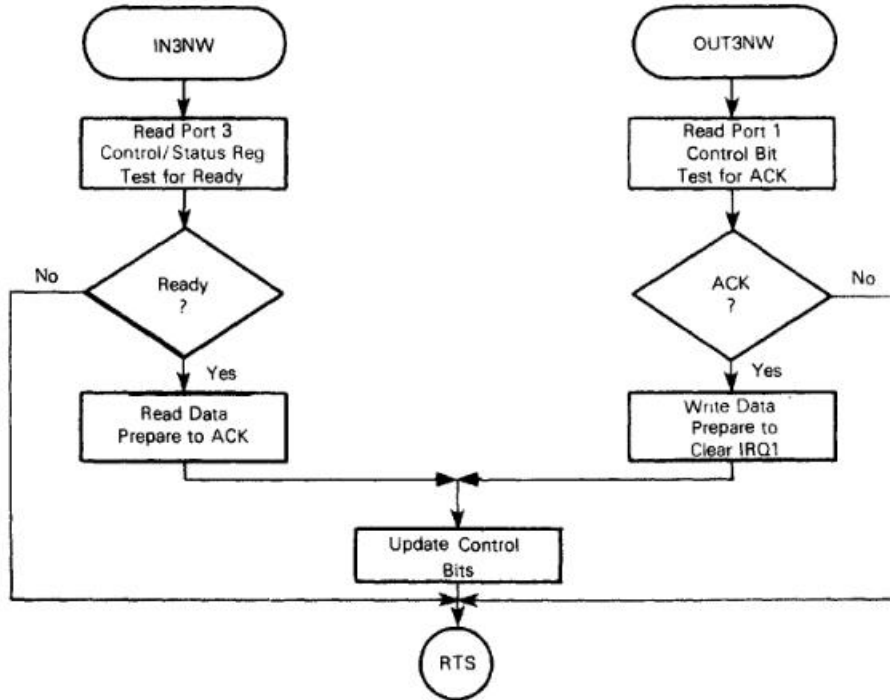 IN3NW
OUT3NW
Read Port 3
Control/Status Reg
Test for Ready
Read Port 1
Control Bit
Test for ACK
No
Ready
?
Yes
ACK
?
No
Yes
Read Data
Prepare to ACK
Write Data
Prepare to
Clear IRQ1
Update Control
Bits
RTS